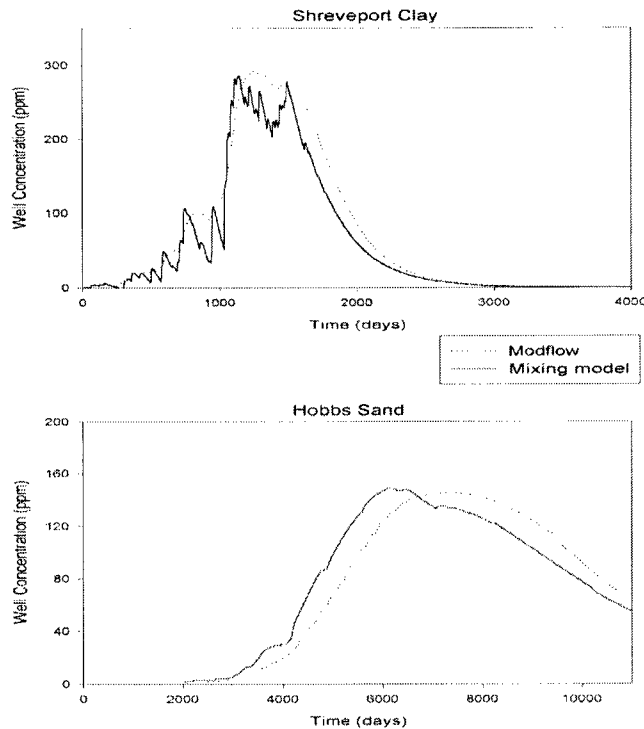 Shreveport Clay
Well Concentration (ppm)
300
200
100
0
0 1000 2000 3000 4000
Time (days)
Modflow
Mixing model
Hobbs Sand
Well Concentration (ppm)
200
160
120
80
40
0
0 2000 4000 6000 8000 10000
Time (days)